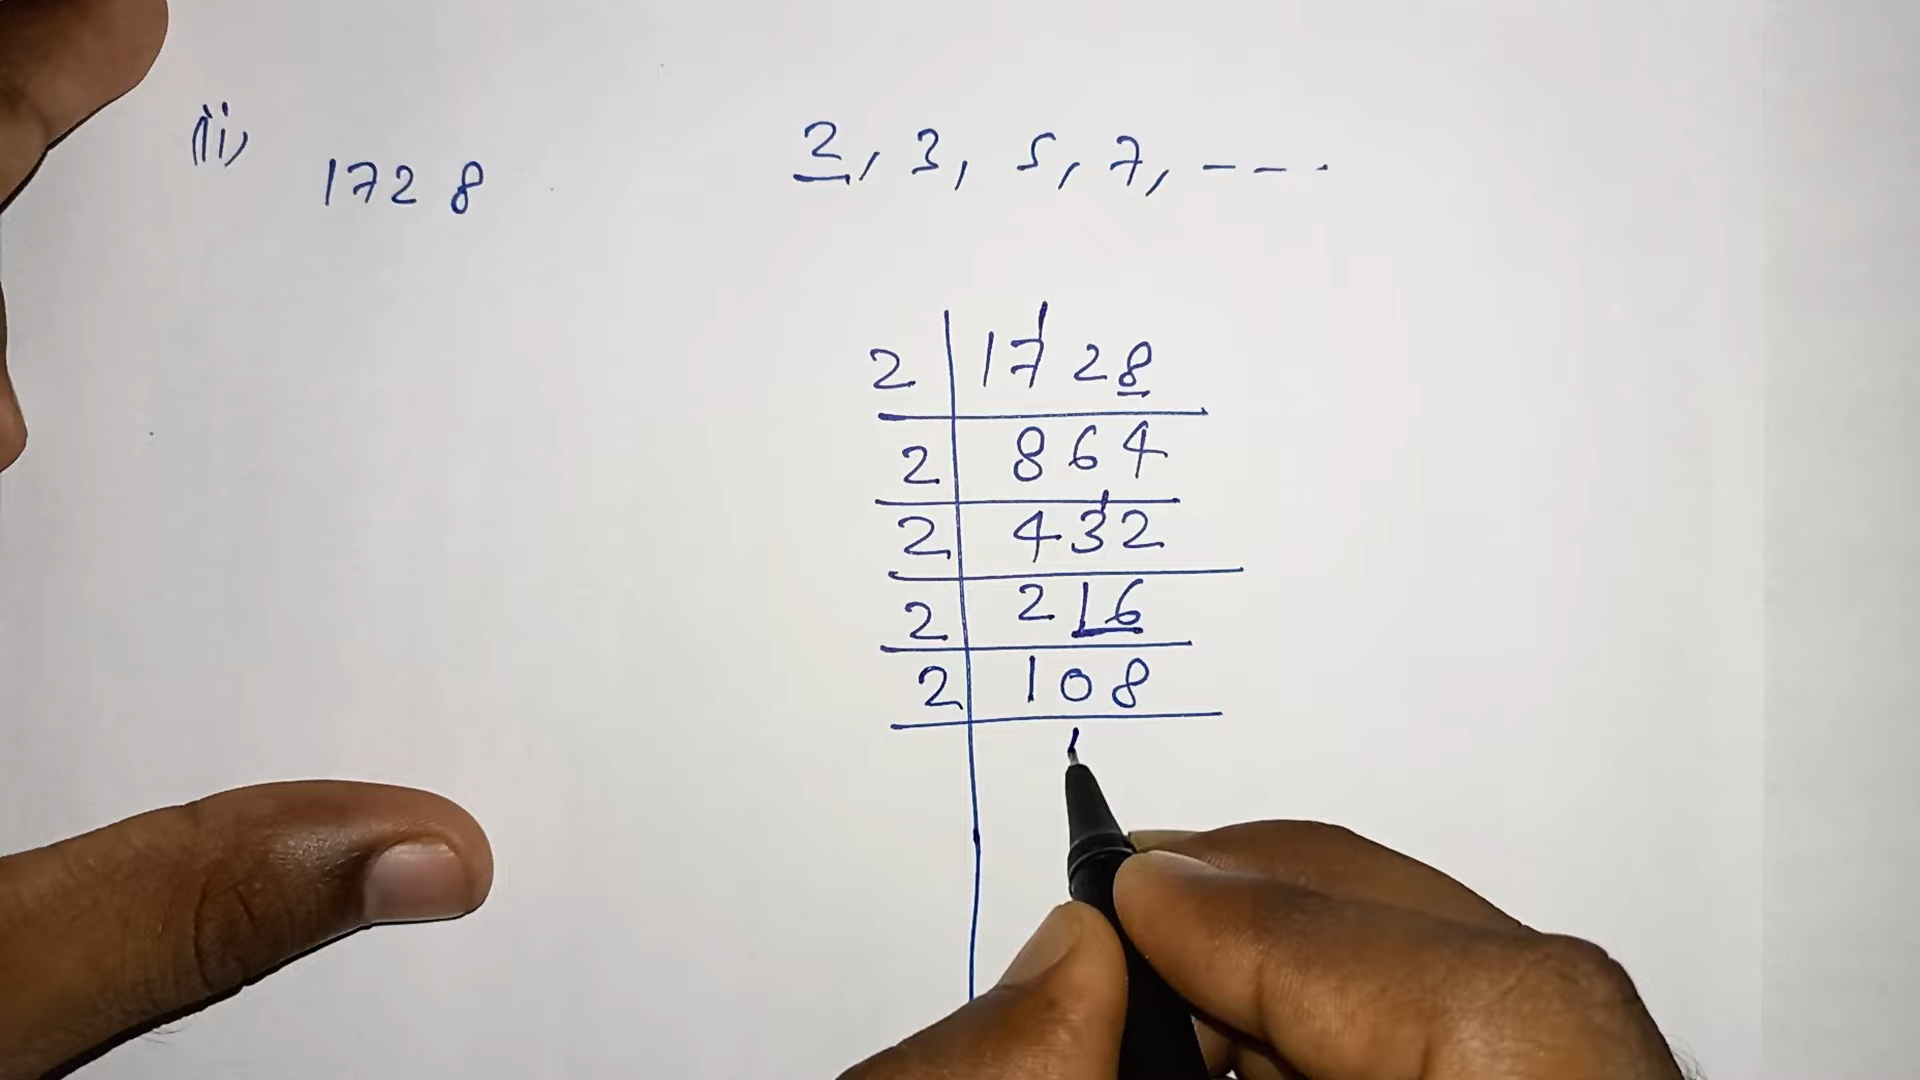 (ii)
1728
2, 3, 5, 7, - - - .
2 | 1728
2 | 864
2 | 432
2 | 216
2 | 108